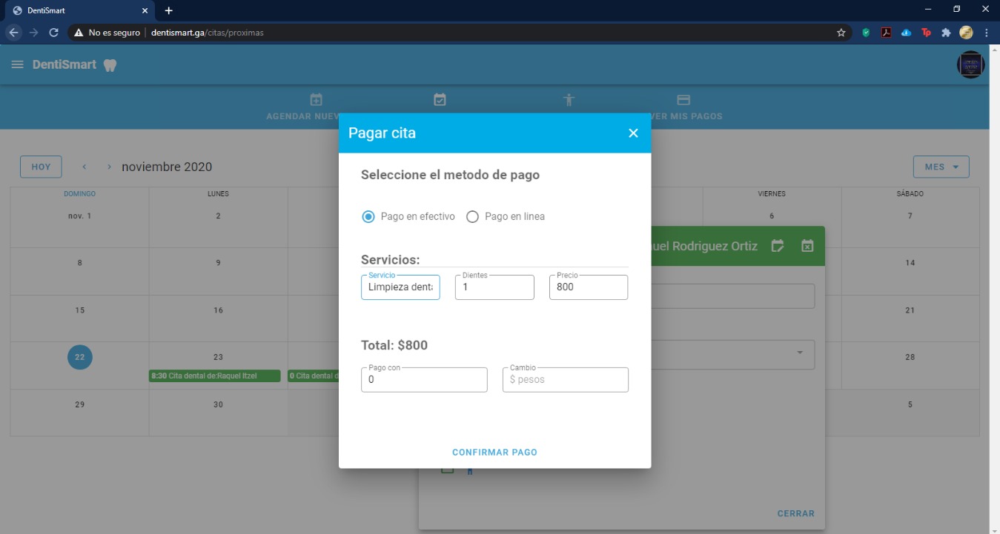 DentiSmart
No es seguro dentismart.ga/citas/proximas
DentiSmart
AGENDAR VER MIS PAGOS
Pagar cita
HOY noviembre 2020 MES
Seleccione el metodo de pago
DOMINGO LUNES VIERNES SÁBADO
nov. 1 2 6 7
Pago en efectivo Pago en linea
Rodriguez Ortiz
Servicios:
8 9 14
Servicio Dientes Precio
Limpieza 1 800
15 16 21
Total: $800
22 23 28
Pago con Cambio
8:30 Cita dental de:Raquel Itzel 0 Cita dental
0 $ pesos
29 30 5
CONFIRMAR PAGO
CERRAR